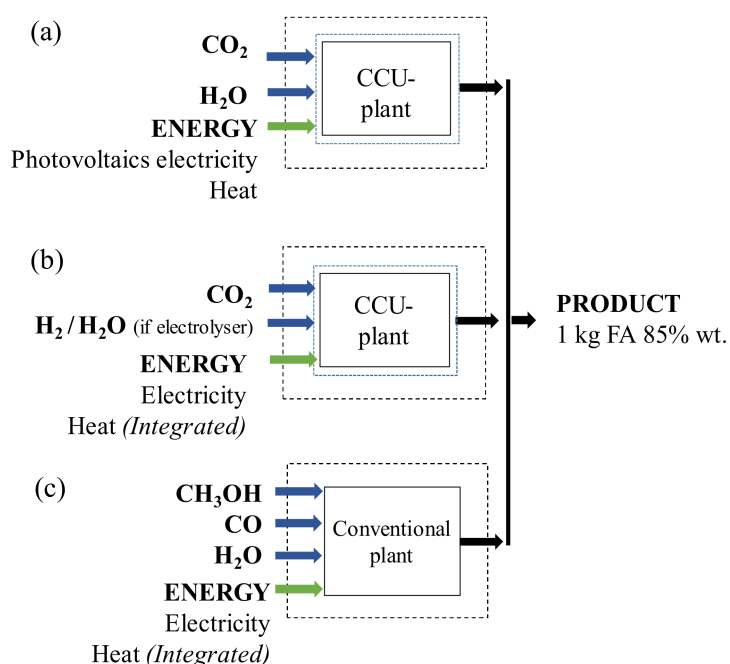 (a)
CO₂
H₂O
ENERGY
Photovoltaics electricity
Heat
CCU-
plant
(b)
CO₂
H₂ / H₂O (if electrolyser)
ENERGY
Electricity
Heat (Integrated)
CCU-
plant
PRODUCT
1 kg FA 85% wt.
(c)
CH₃OH
CO
H₂O
ENERGY
Electricity
Heat (Integrated)
Conventional
plant